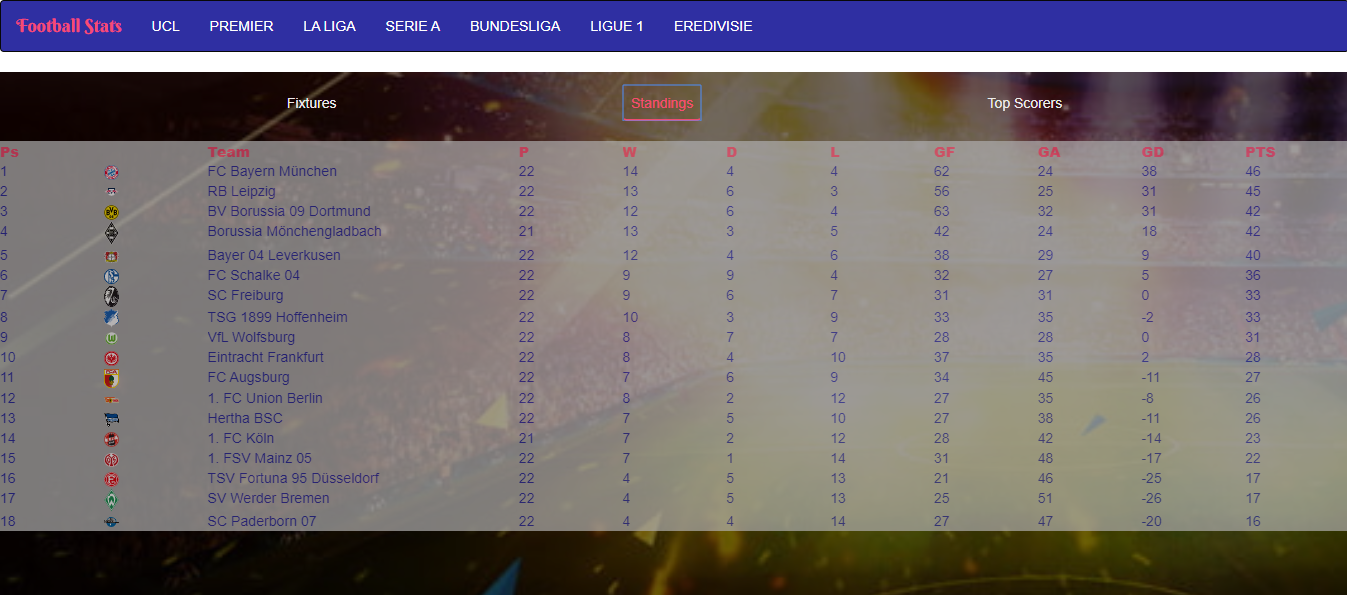 Football Stats UCL PREMIER LA LIGA SERIE A BUNDESLIGA LIGUE 1 EREDIVISIE
Fixtures Standings Top Scorers
Ps Team P W D L GF GA GD PTS
1 FC Bayern München 22 14 4 4 62 24 38 46
2 RB Leipzig 22 13 6 3 56 25 31 45
3 BV Borussia 09 Dortmund 22 12 6 4 63 32 31 42
4 Borussia Mönchengladbach 21 13 3 5 42 24 18 42
5 Bayer 04 Leverkusen 22 12 4 6 38 29 9 40
6 FC Schalke 04 22 9 9 4 32 27 5 36
7 SC Freiburg 22 9 6 7 31 31 0 33
8 TSG 1899 Hoffenheim 22 10 3 9 33 35 -2 33
9 VfL Wolfsburg 22 8 7 7 28 28 0 31
10 Eintracht Frankfurt 22 8 4 10 37 35 2 28
11 FC Augsburg 22 7 6 9 34 45 -11 27
12 1. FC Union Berlin 22 8 2 12 27 35 -8 26
13 Hertha BSC 22 7 5 10 27 38 -11 26
14 1. FC Köln 21 7 2 12 28 42 -14 23
15 1. FSV Mainz 05 22 7 1 14 31 48 -17 22
16 TSV Fortuna 95 Düsseldorf 22 4 5 13 21 46 -25 17
17 SV Werder Bremen 22 4 5 13 25 51 -26 17
18 SC Paderborn 07 22 4 4 14 27 47 -20 16